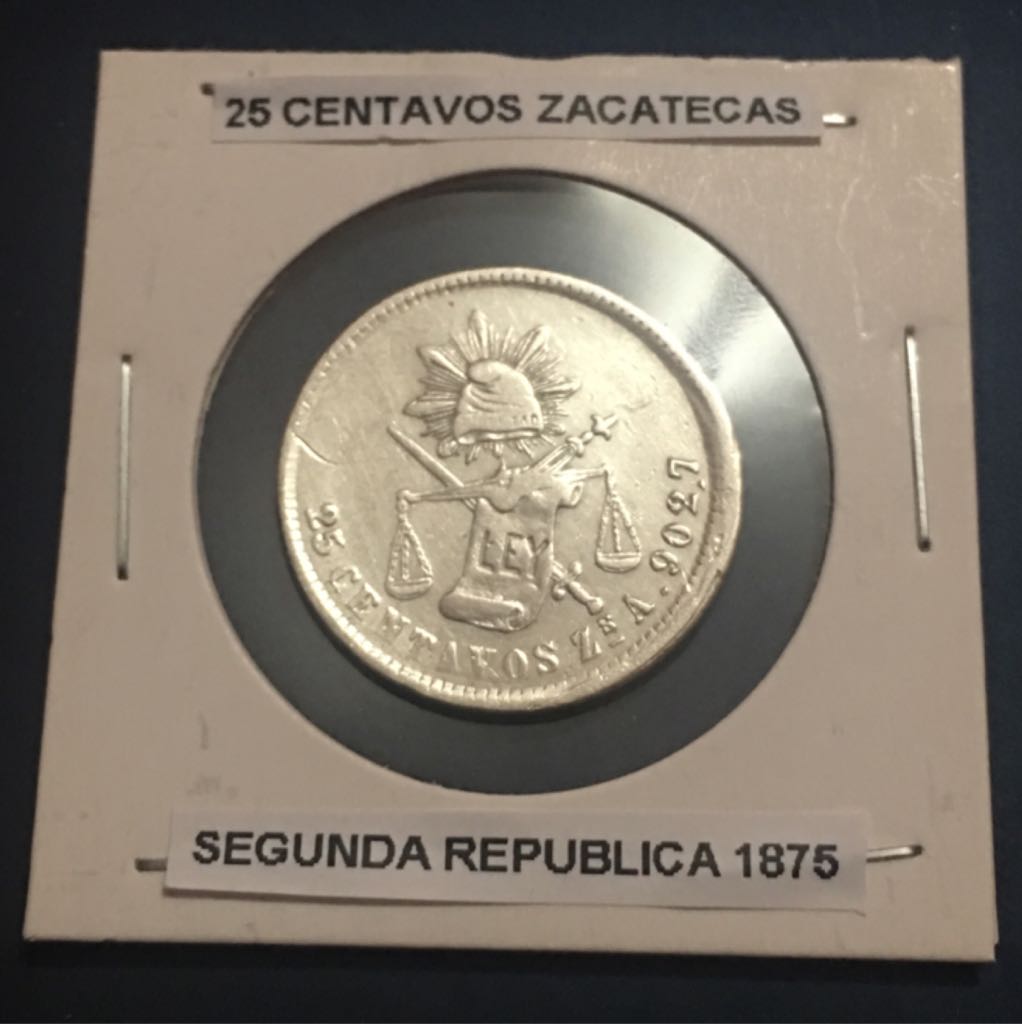 25 CENTAVOS ZACATECAS
LEY
25 CENTAVOS Zs A. 902,7
SEGUNDA REPUBLICA 1875